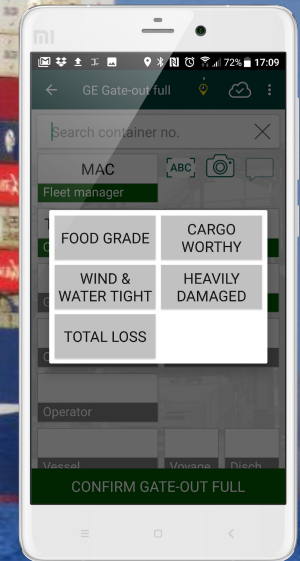 mi
72% 17:09
GE Gate-out full
Search container no.
MAC
ABC
Fleet manager
FOOD GRADE
CARGO
WORTHY
WIND &
WATER TIGHT
HEAVILY
DAMAGED
TOTAL LOSS
Operator
Vessel
Voyage
Disch
CONFIRM GATE-OUT FULL